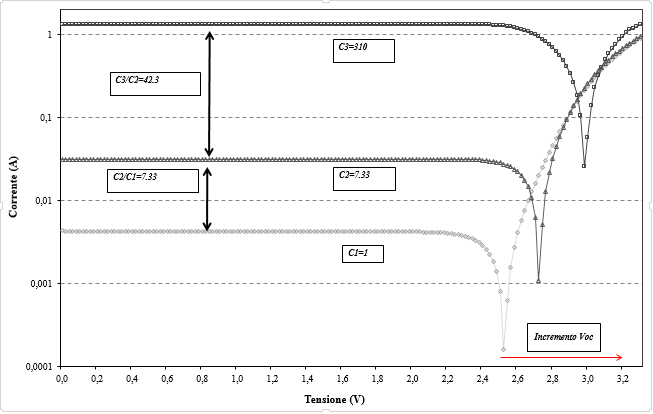 1
0,1
0,01
0,001
0,0001
Corrente (A)
C3=310
C3/C2=42.3
C2/C1=7.33
C2=7.33
C1=1
Incremento Voc
0,0 0,2 0,4 0,6 0,8 1,0 1,2 1,4 1,6 1,8 2,0 2,2 2,4 2,6 2,8 3,0 3,2
Tensione (V)